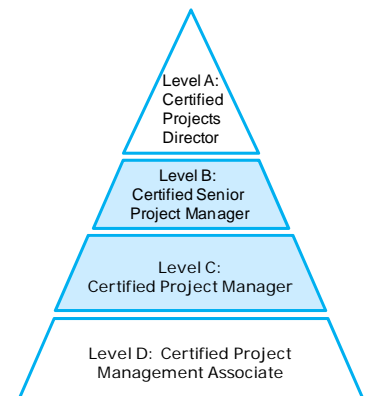 Level A:
Certified
Projects
Director
Level B:
Certified Senior
Project Manager
Level C:
Certified Project Manager
Level D: Certified Project
Management Associate